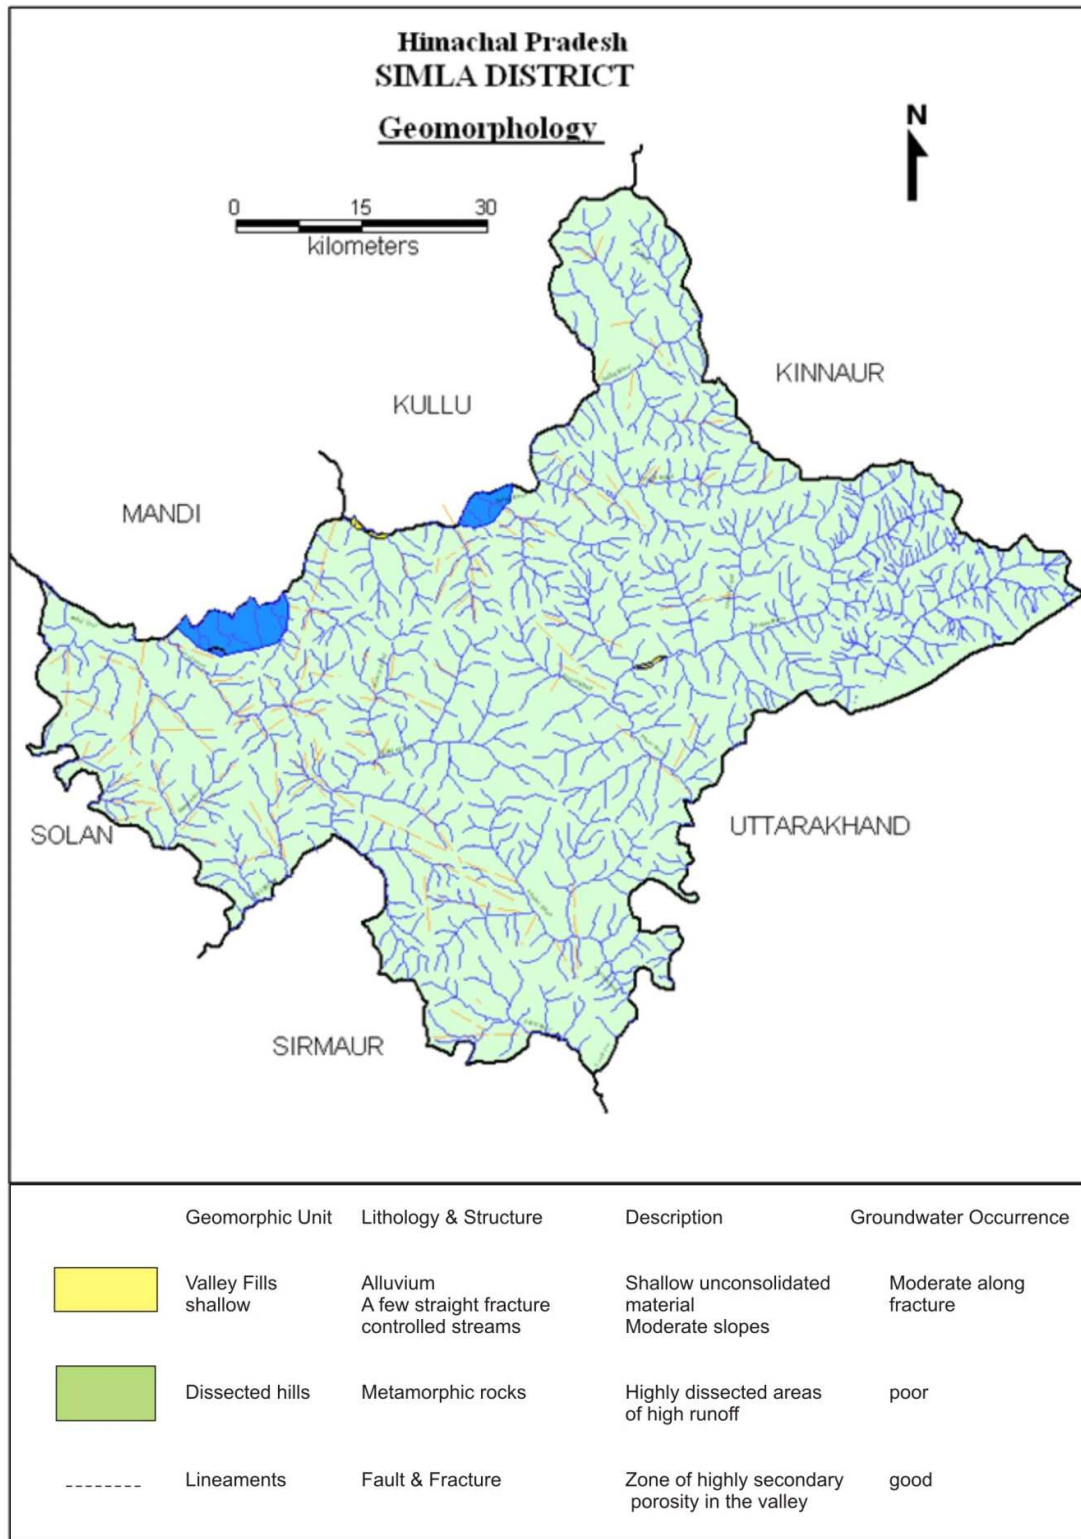 Himachal Pradesh
SIMLA DISTRICT
Geomorphology
N
0 15 30
kilometers
KINNAUR
KULLU
MANDI
SOLAN
UTTARAKHAND
SIRMAUR
Geomorphic Unit Lithology & Structure Description Groundwater Occurrence
Valley Fills Alluvium Shallow unconsolidated Moderate along
shallow A few straight fracture material fracture
controlled streams Moderate slopes
Dissected hills Metamorphic rocks Highly dissected areas poor
of high runoff
Lineaments Fault & Fracture Zone of highly secondary good
porosity in the valley